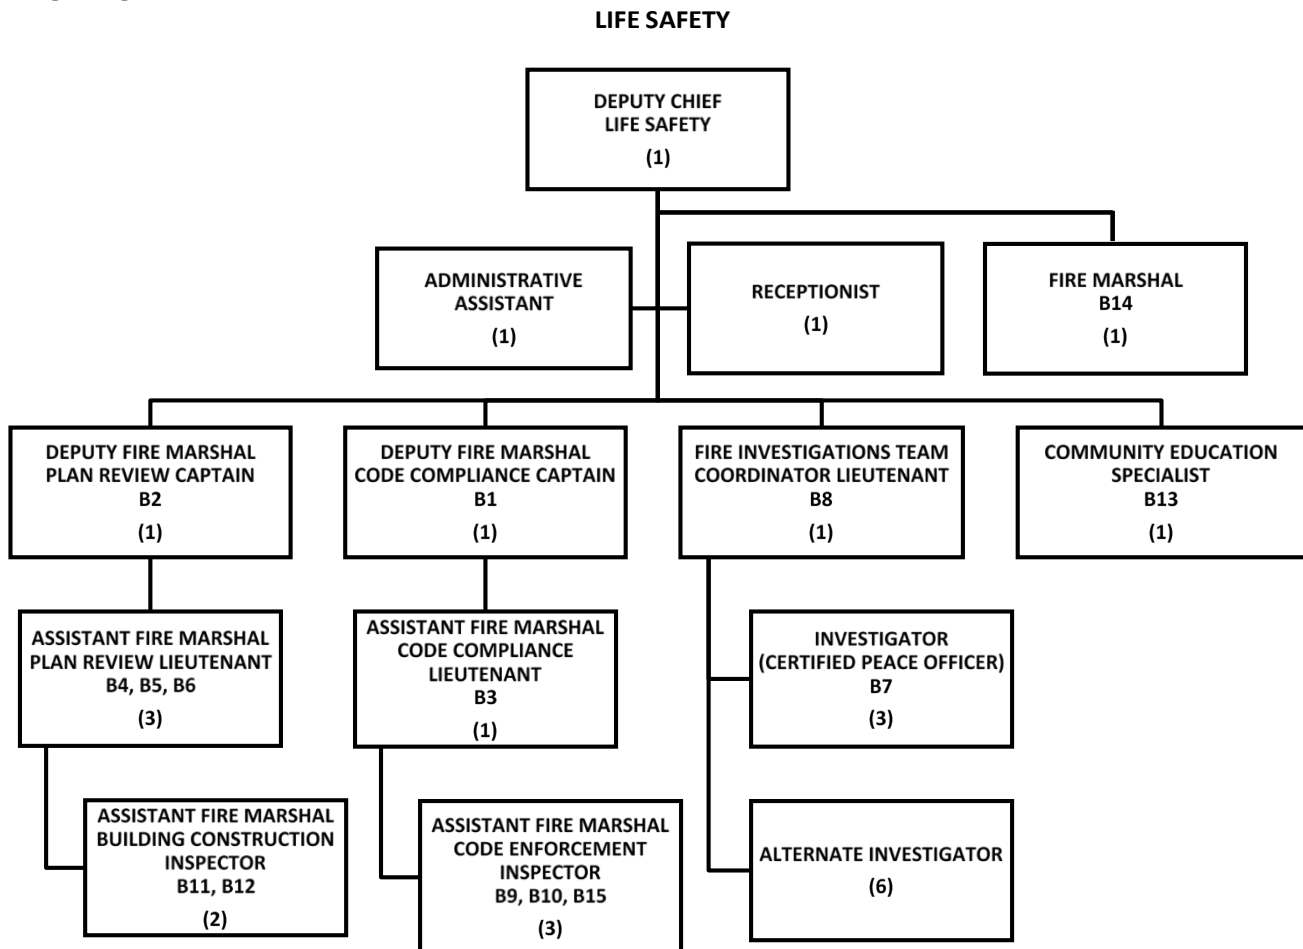 LIFE SAFETY
DEPUTY CHIEF
LIFE SAFETY
(1)
ADMINISTRATIVE
ASSISTANT
(1)
RECEPTIONIST
(1)
FIRE MARSHAL
B14
(1)
DEPUTY FIRE MARSHAL
PLAN REVIEW CAPTAIN
B2
(1)
DEPUTY FIRE MARSHAL
CODE COMPLIANCE CAPTAIN
B1
(1)
FIRE INVESTIGATIONS TEAM
COORDINATOR LIEUTENANT
B8
(1)
COMMUNITY EDUCATION
SPECIALIST
B13
(1)
ASSISTANT FIRE MARSHAL
PLAN REVIEW LIEUTENANT
B4, B5, B6
(3)
ASSISTANT FIRE MARSHAL
CODE COMPLIANCE
LIEUTENANT
B3
(1)
INVESTIGATOR
(CERTIFIED PEACE OFFICER)
B7
(3)
ASSISTANT FIRE MARSHAL
BUILDING CONSTRUCTION
INSPECTOR
B11, B12
(2)
ASSISTANT FIRE MARSHAL
CODE ENFORCEMENT
INSPECTOR
B9, B10, B15
(3)
ALTERNATE INVESTIGATOR
(6)